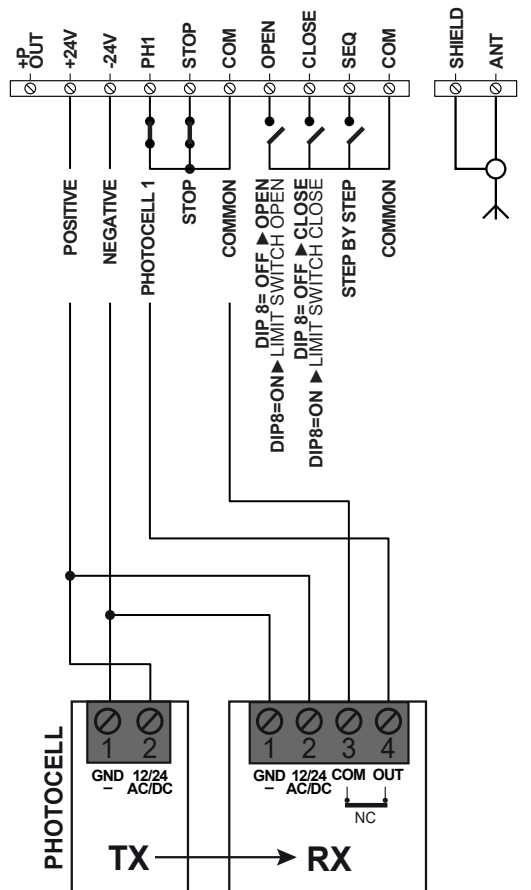 +P
OUT
+24V
-24V
PH1
STOP
COM
OPEN
CLOSE
SEQ
COM
SHIELD
ANT
POSITIVE
NEGATIVE
PHOTOCELL 1
STOP
COMMON
DIP 8= OFF ▶ OPEN
DIP8=ON ▶ LIMIT SWITCH OPEN
DIP 8= OFF ▶ CLOSE
DIP8=ON ▶ LIMIT SWITCH CLOSE
STEP BY STEP
COMMON
PHOTOCELL
1 2
GND 12/24
– AC/DC
TX
1 2 3 4
GND 12/24 COM OUT
– AC/DC
NC
RX